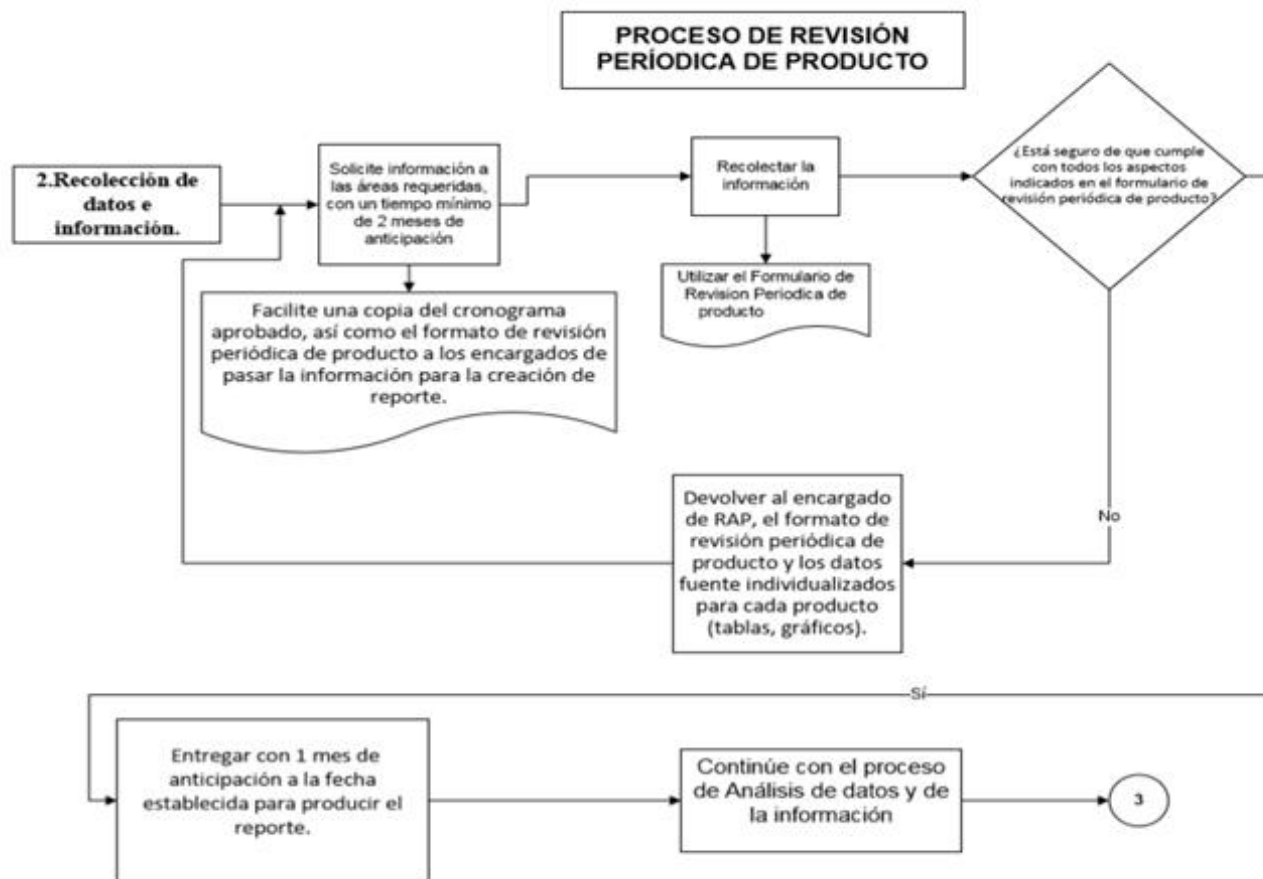 PROCESO DE REVISIÓN
PERÍODICA DE PRODUCTO
2.Recolección de
datos e
información.
Solicite información a
las áreas requeridas,
con un tiempo mínimo
de 2 meses de
anticipación
Recolectar la
información
¿Está seguro de que cumple
con todos los aspectos
indicados en el formulario de
revisión periódica de producto?
Facilite una copia del cronograma
aprobado, así como el formato de revisión
periódica de producto a los encargados de
pasar la información para la creación de
reporte.
Utilizar el Formulario de
Revision Periodica de
producto
No
Devolver al encargado
de RAP, el formato de
revisión periódica de
producto y los datos
fuente individualizados
para cada producto
(tablas, gráficos).
Sí
Entregar con 1 mes de
anticipación a la fecha
establecida para producir el
reporte.
Continúe con el proceso
de Análisis de datos y de
la información
3